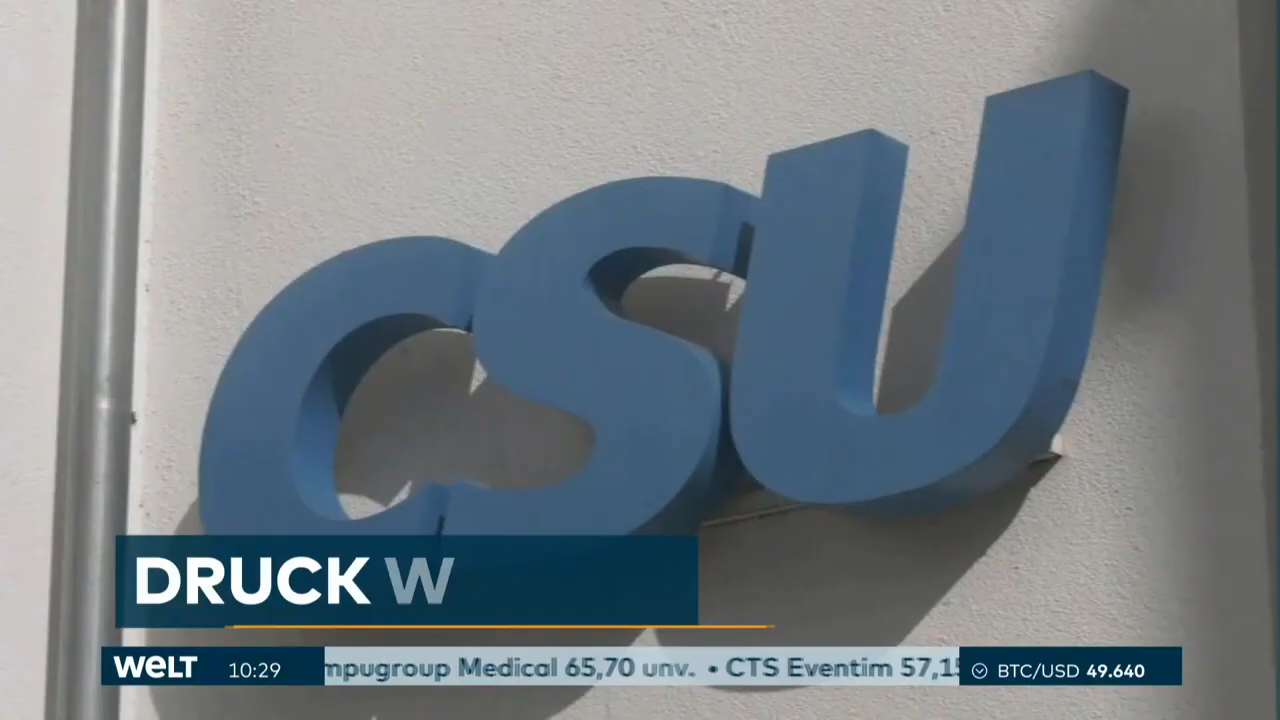 CSU
DRUCK W
WELT 10:29 mpugroup Medical 65,70 unv. • CTS Eventim 57,15 BTC/USD 49.640